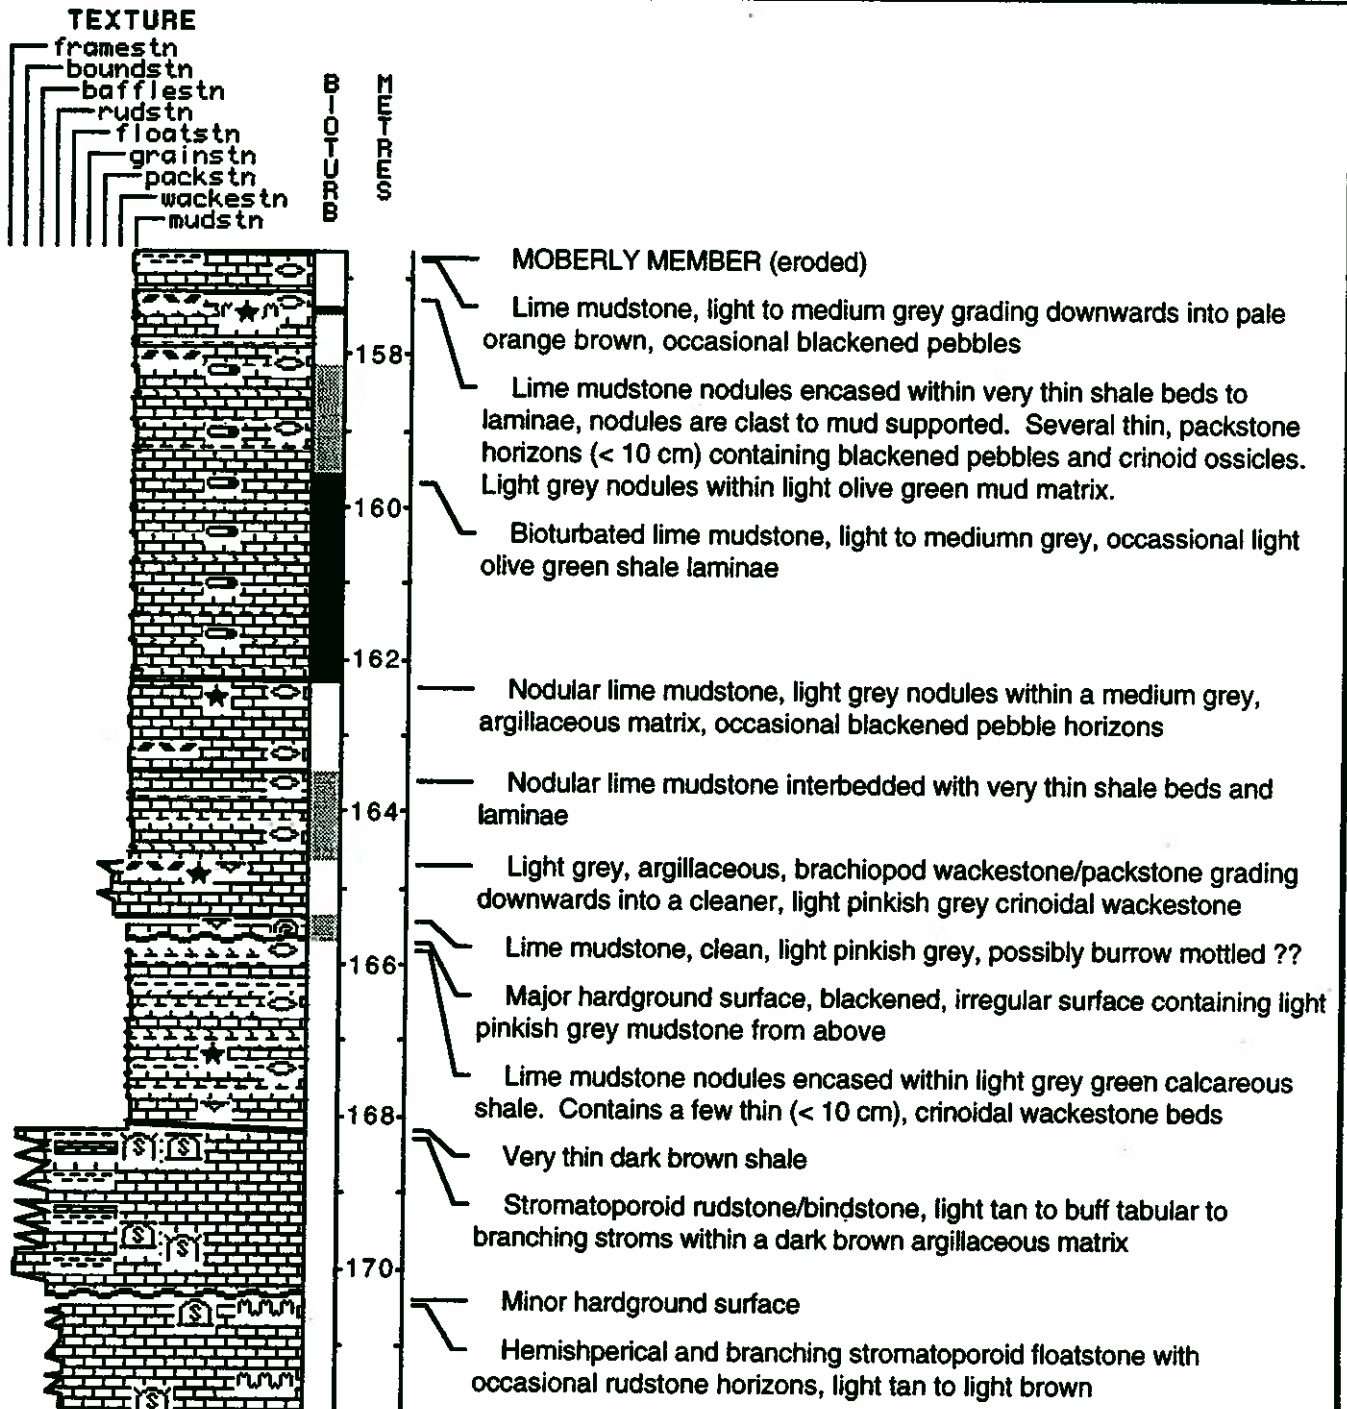 TEXTURE
framestn
boundstn
bafflestn
rudstn
floatstn
grainstn
packstn
wackestn
mudstn
BIOTURB
METRES
MOBERLY MEMBER (eroded)
Lime mudstone, light to medium grey grading downwards into pale
orange brown, occasional blackened pebbles
158
Lime mudstone nodules encased within very thin shale beds to
laminae, nodules are clast to mud supported. Several thin, packstone
horizons (< 10 cm) containing blackened pebbles and crinoid ossicles.
Light grey nodules within light olive green mud matrix.
160
Bioturbated lime mudstone, light to mediumn grey, occassional light
olive green shale laminae
162
Nodular lime mudstone, light grey nodules within a medium grey,
argillaceous matrix, occasional blackened pebble horizons
Nodular lime mudstone interbedded with very thin shale beds and
laminae
164
Light grey, argillaceous, brachiopod wackestone/packstone grading
downwards into a cleaner, light pinkish grey crinoidal wackestone
Lime mudstone, clean, light pinkish grey, possibly burrow mottled ??
166
Major hardground surface, blackened, irregular surface containing light
pinkish grey mudstone from above
Lime mudstone nodules encased within light grey green calcareous
shale. Contains a few thin (< 10 cm), crinoidal wackestone beds
168
Very thin dark brown shale
Stromatoporoid rudstone/bindstone, light tan to buff tabular to
branching stroms within a dark brown argillaceous matrix
170
Minor hardground surface
Hemishperical and branching stromatoporoid floatstone with
occasional rudstone horizons, light tan to light brown